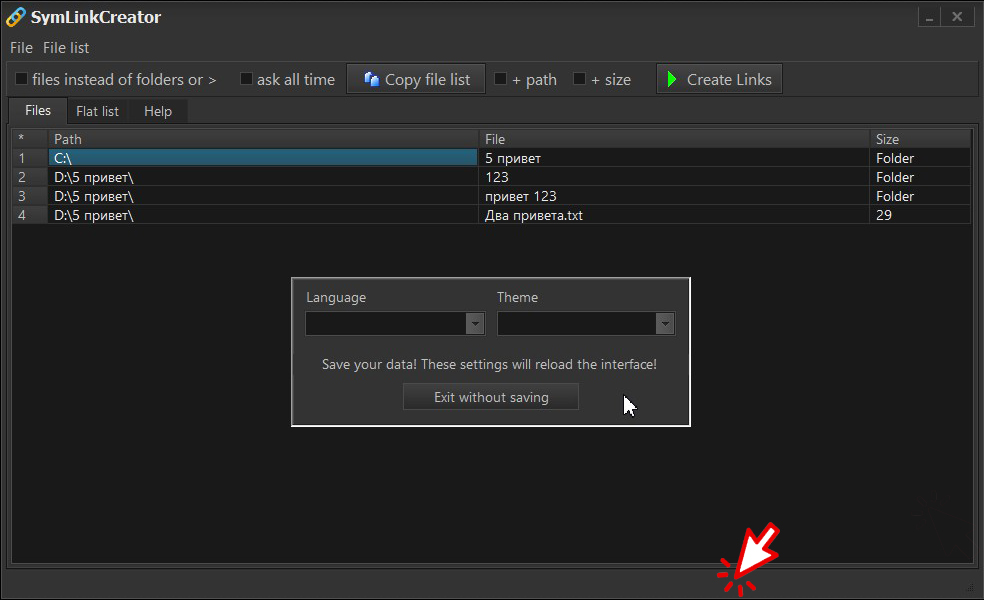 SymLinkCreator
File File list
files instead of folders or > ask all time Copy file list + path + size Create Links
Files Flat list Help
* Path File Size
1 C:\ 5 привет Folder
2 D:\5 привет\ 123 Folder
3 D:\5 привет\ привет 123 Folder
4 D:\5 привет\ Два привета.txt 29
Language Theme
Save your data! These settings will reload the interface!
Exit without saving